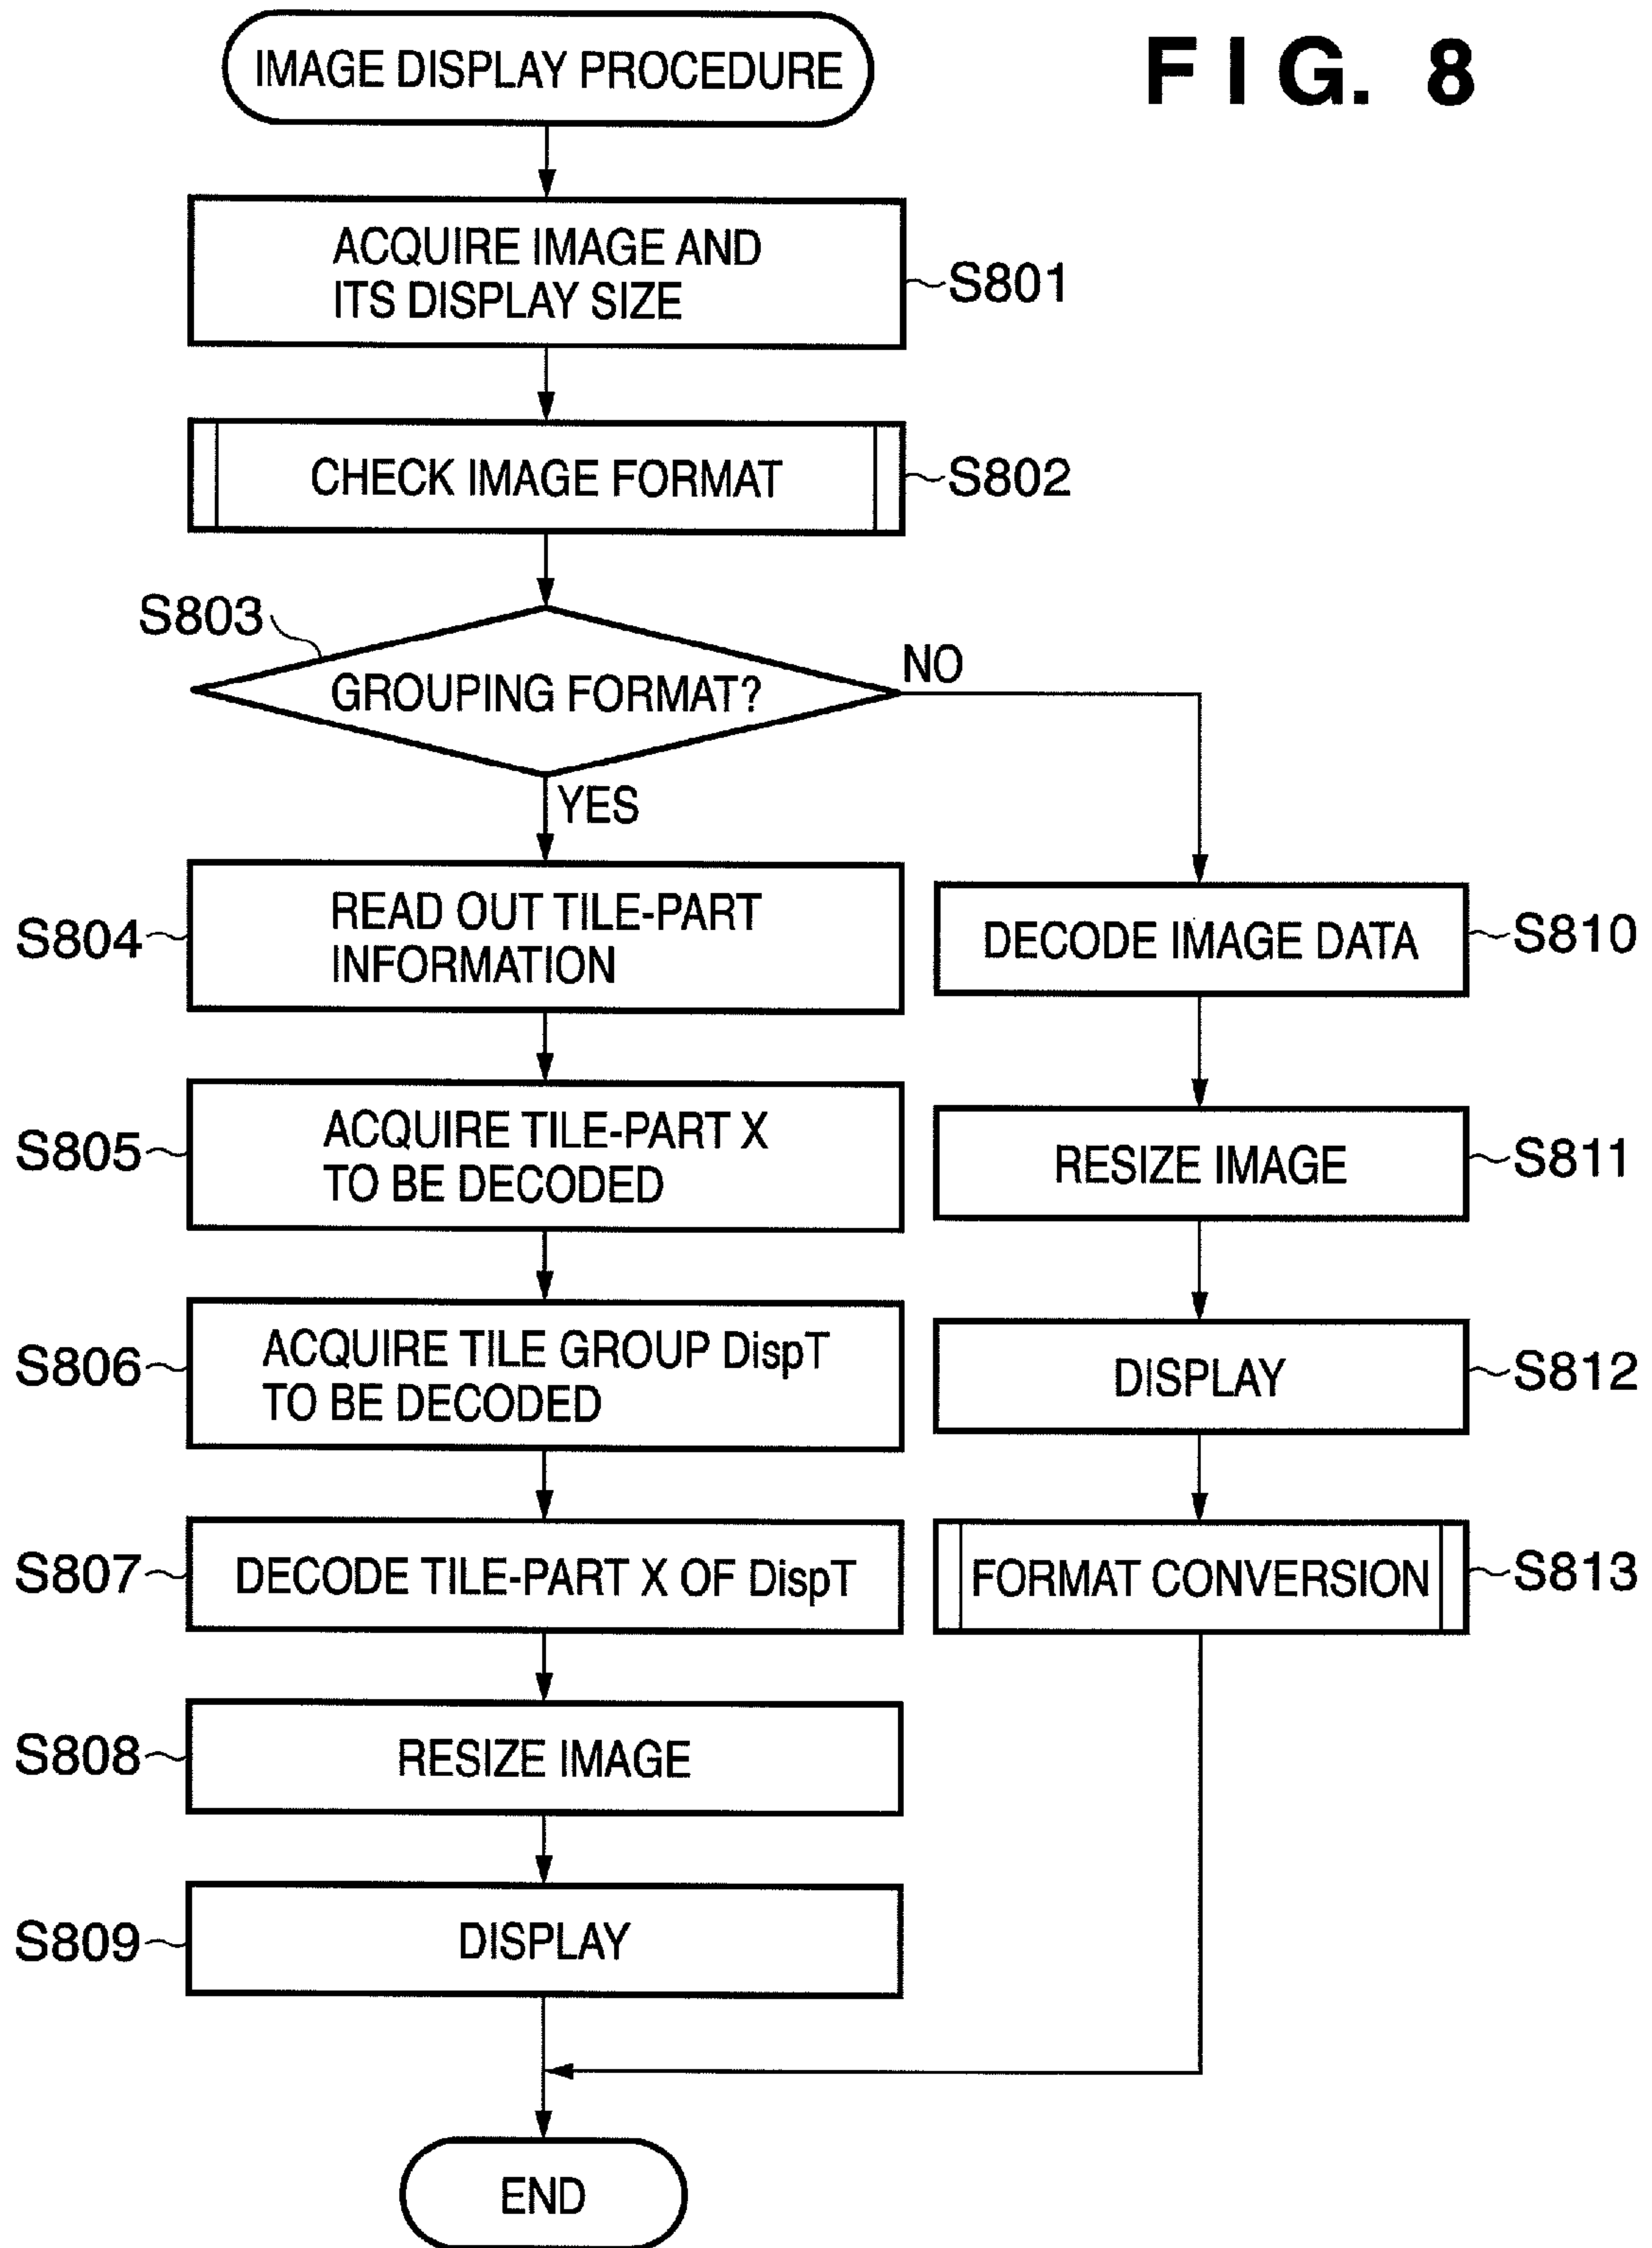 FIG. 8
IMAGE DISPLAY PROCEDURE
ACQUIRE IMAGE AND
ITS DISPLAY SIZE
S801
CHECK IMAGE FORMAT
S802
S803
GROUPING FORMAT?
NO
YES
S804
READ OUT TILE-PART
INFORMATION
S805
ACQUIRE TILE-PART X
TO BE DECODED
S806
ACQUIRE TILE GROUP DispT
TO BE DECODED
S807
DECODE TILE-PART X OF DispT
S808
RESIZE IMAGE
S809
DISPLAY
DECODE IMAGE DATA
S810
RESIZE IMAGE
S811
DISPLAY
S812
FORMAT CONVERSION
S813
END